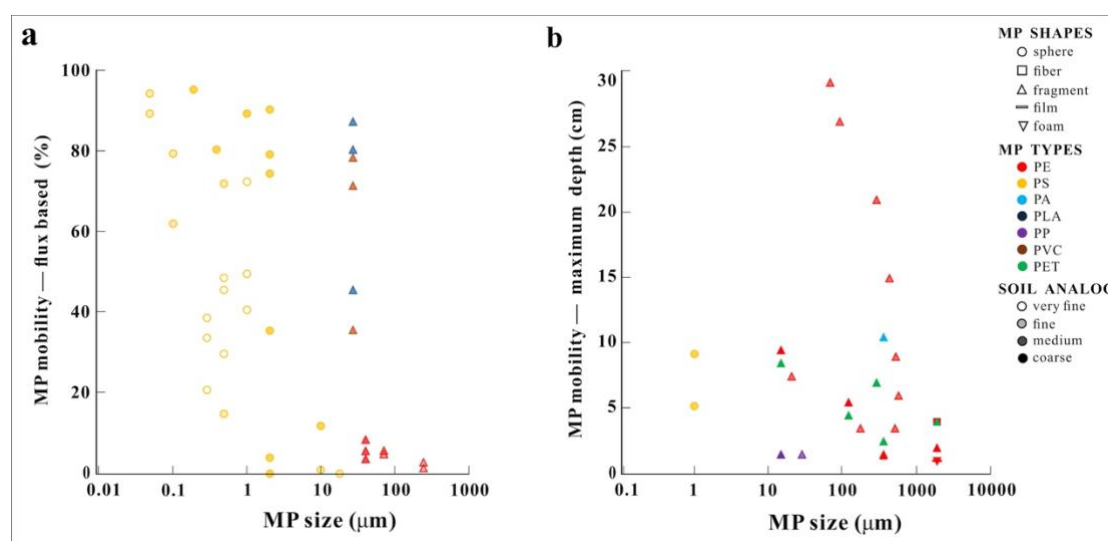 a
MP mobility — flux based (%)
100
80
60
40
20
0
0.01 0.1 1 10 100 1000
MP size (μm)
b
MP mobility — maximum depth (cm)
30
25
20
15
10
5
0
0.1 1 10 100 1000 10000
MP size (μm)
MP SHAPES
sphere
fiber
fragment
film
foam
MP TYPES
PE
PS
PA
PLA
PP
PVC
PET
SOIL ANALOG
very fine
fine
medium
coarse